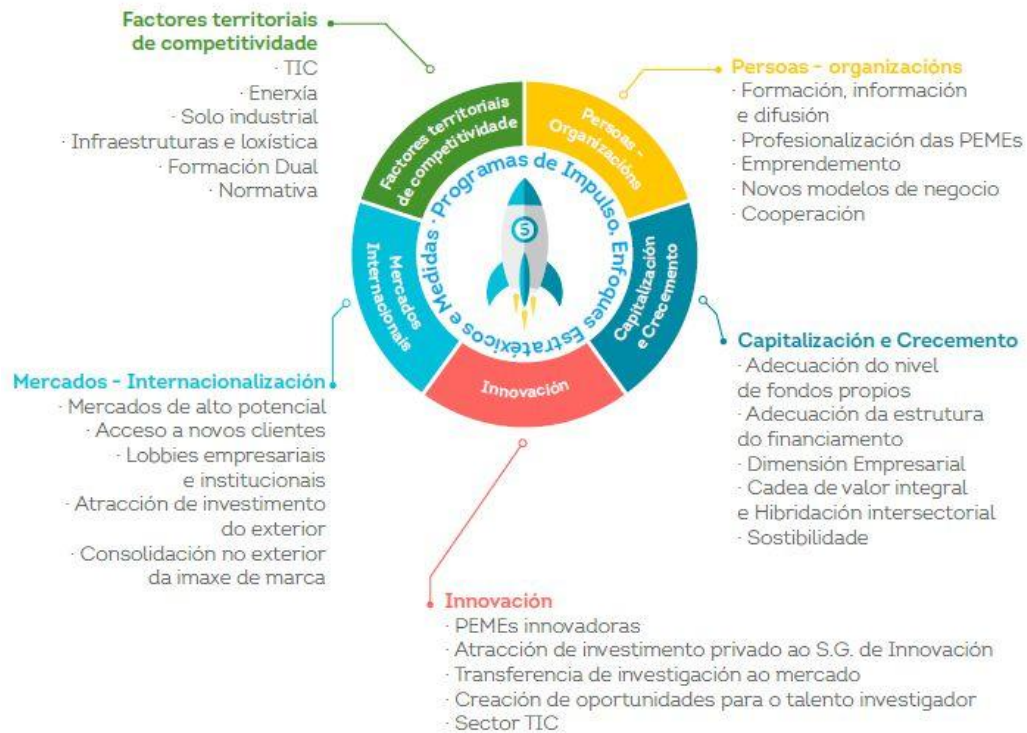 Factores territoriais
de competitividade
· TIC
· Enerxía
· Solo industrial
· Infraestruturas e loxística
· Formación Dual
· Normativa
Persoas - organizacións
· Formación, información
e difusión
· Profesionalización das PEMEs
· Emprendemento
· Novos modelos de negocio
· Cooperación
Factores territoriais
de competitividade
Persoas -
Organizacións
Capitalización
e Crecemento
Innovación
Mercados
Internacionais
Programas de Impulso, Enfoques Estratéxicos e Medidas ·
5
Mercados - Internacionalización
· Mercados de alto potencial
· Acceso a novos clientes
· Lobbies empresariais
e institucionais
· Atracción de investimento
do exterior
· Consolidación no exterior
da imaxe de marca
Capitalización e Crecemento
· Adecuación do nivel
de fondos propios
· Adecuación da estrutura
do financiamento
· Dimensión Empresarial
· Cadea de valor integral
e Hibridación intersectorial
· Sostibilidade
Innovación
· PEMEs innovadoras
· Atracción de investimento privado ao S.G. de Innovación
· Transferencia de investigación ao mercado
· Creación de oportunidades para o talento investigador
· Sector TIC